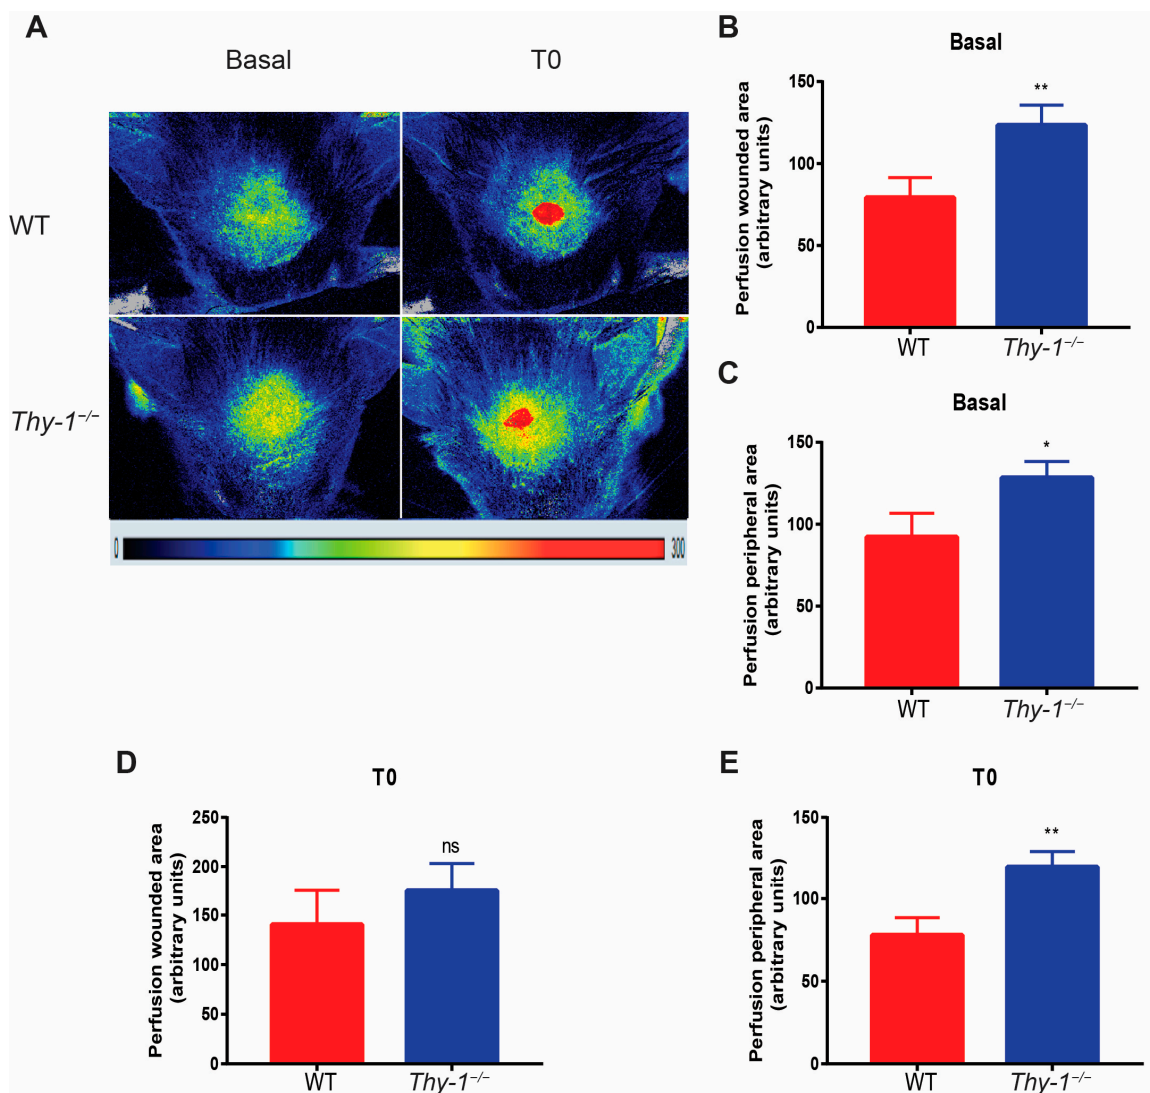 A
Basal
T0
WT
Thy-1⁻/⁻
0
300
B
Basal
Perfusion wounded area
(arbitrary units)
150
100
50
0
**
WT
Thy-1⁻/⁻
C
Basal
Perfusion peripheral area
(arbitrary units)
150
100
50
0
*
WT
Thy-1⁻/⁻
D
T0
Perfusion wounded area
(arbitrary units)
250
200
150
100
50
0
ns
WT
Thy-1⁻/⁻
E
T0
Perfusion peripheral area
(arbitrary units)
150
100
50
0
**
WT
Thy-1⁻/⁻